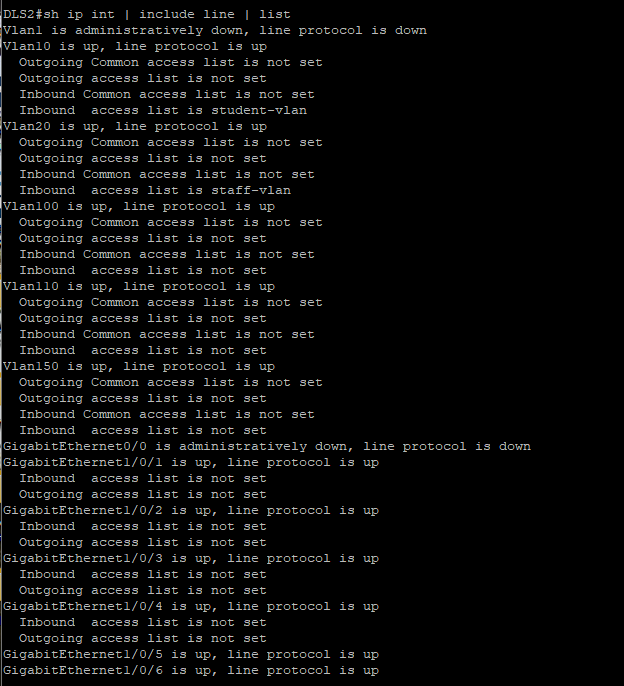 DLS2#sh ip int | include line | list
Vlan1 is administratively down, line protocol is down
Vlan10 is up, line protocol is up
  Outgoing Common access list is not set
  Outgoing access list is not set
  Inbound Common access list is not set
  Inbound  access list is student-vlan
Vlan20 is up, line protocol is up
  Outgoing Common access list is not set
  Outgoing access list is not set
  Inbound Common access list is not set
  Inbound  access list is staff-vlan
Vlan100 is up, line protocol is up
  Outgoing Common access list is not set
  Outgoing access list is not set
  Inbound Common access list is not set
  Inbound  access list is not set
Vlan110 is up, line protocol is up
  Outgoing Common access list is not set
  Outgoing access list is not set
  Inbound Common access list is not set
  Inbound  access list is not set
Vlan150 is up, line protocol is up
  Outgoing Common access list is not set
  Outgoing access list is not set
  Inbound Common access list is not set
  Inbound  access list is not set
GigabitEthernet0/0 is administratively down, line protocol is down
GigabitEthernet1/0/1 is up, line protocol is up
  Inbound  access list is not set
  Outgoing access list is not set
GigabitEthernet1/0/2 is up, line protocol is up
  Inbound  access list is not set
  Outgoing access list is not set
GigabitEthernet1/0/3 is up, line protocol is up
  Inbound  access list is not set
  Outgoing access list is not set
GigabitEthernet1/0/4 is up, line protocol is up
  Inbound  access list is not set
  Outgoing access list is not set
GigabitEthernet1/0/5 is up, line protocol is up
GigabitEthernet1/0/6 is up, line protocol is up